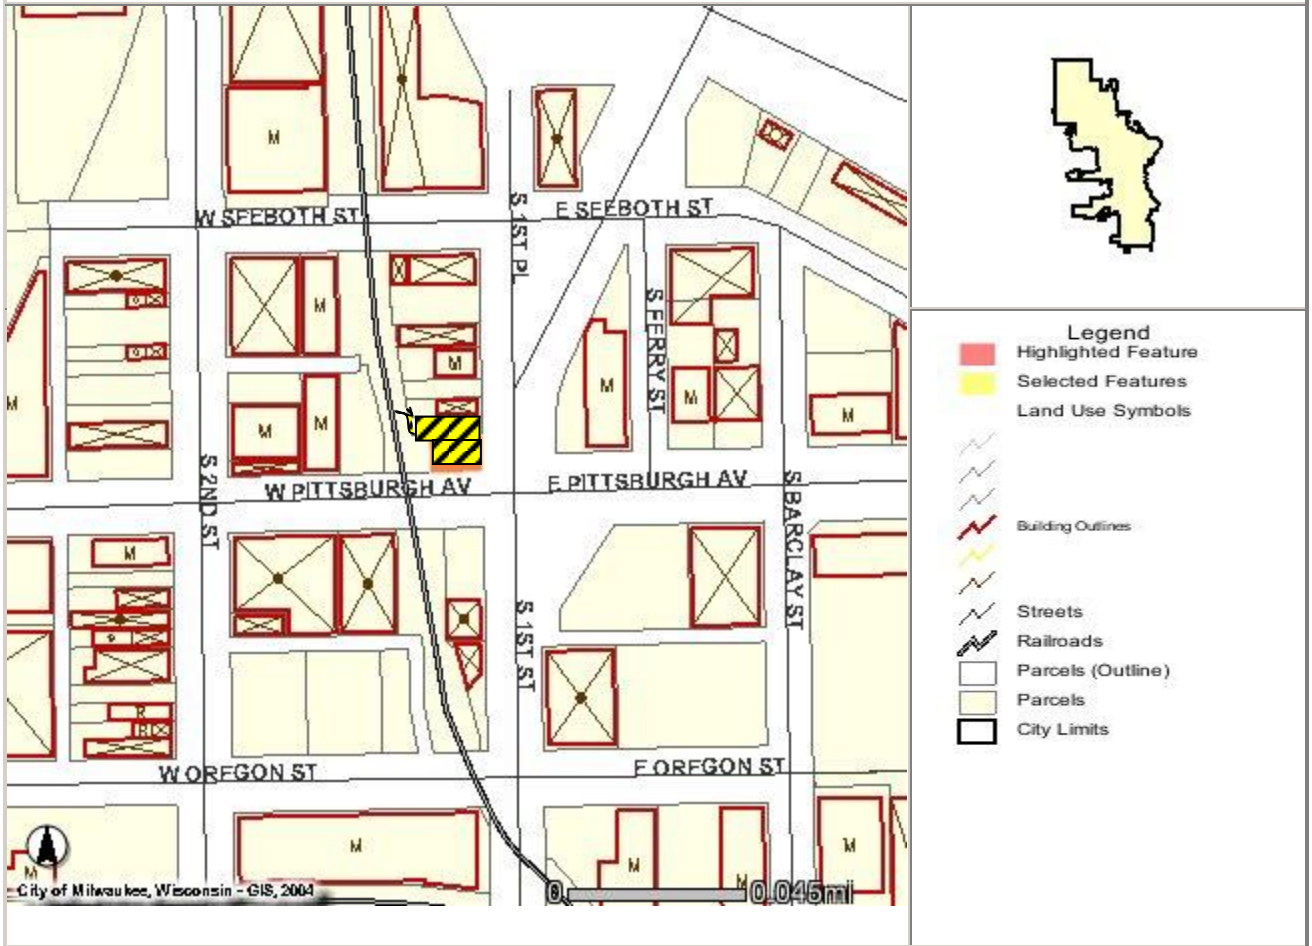 M
W SEEBOTH ST
E SEEBOTH ST
S 1ST PL
M
S FERRY ST
M
M
M
M
M
M
M
M
S 2ND ST
W PITTSBURGH AV
E PITTSBURGH AV
S BARCLAY ST
M
S 1ST ST
R
R
W OREGON ST
E OREGON ST
M
M
M
M
M
City of Milwaukee, Wisconsin - GIS, 2004
0
0.045mi
Legend
Highlighted Feature
Selected Features
Land Use Symbols
Building Outlines
Streets
Railroads
Parcels (Outline)
Parcels
City Limits